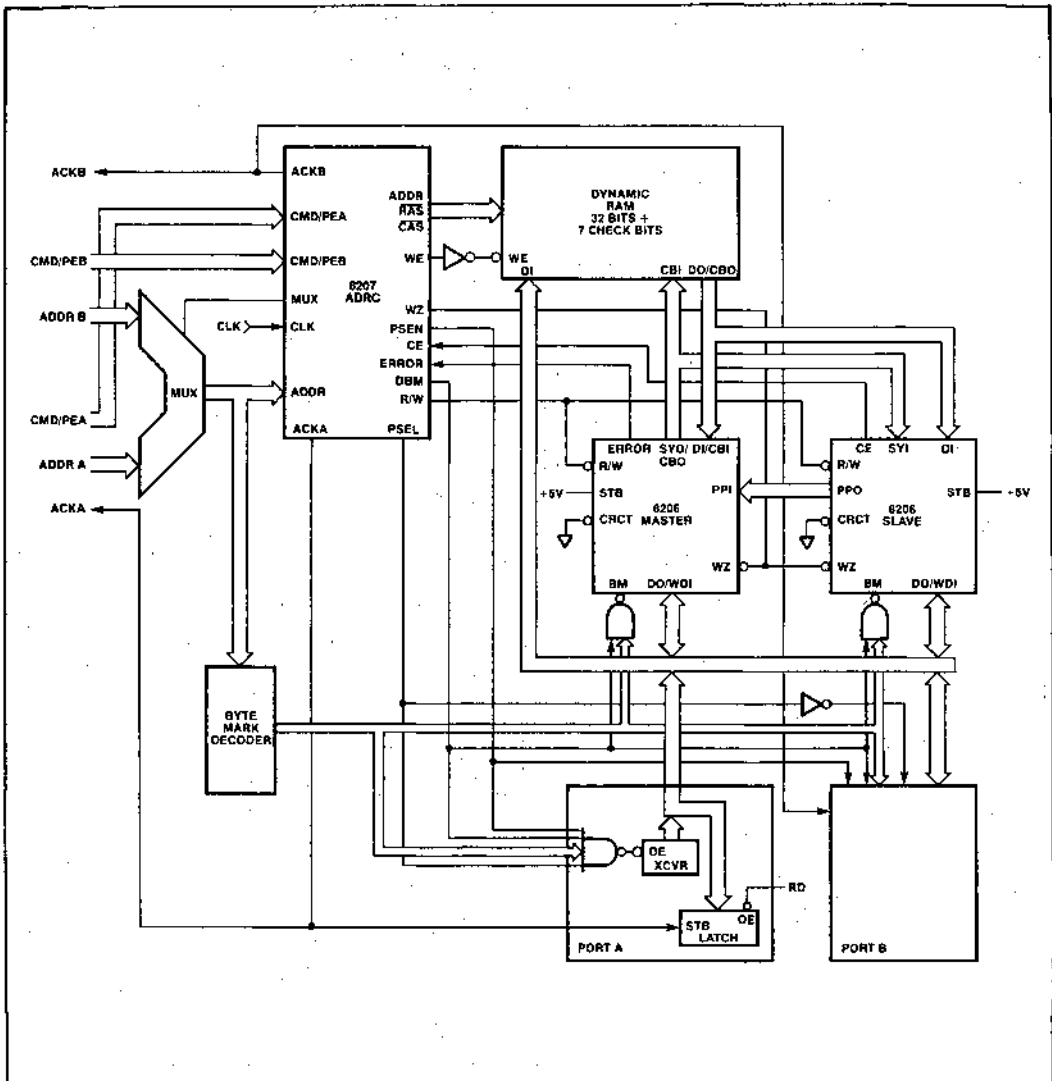 ACKB
CMD/PEB
ADDR B
CMD/PEA
ADDR A
ACKA
MUX
CLK
ACKB
CMD/PEA
CMD/PEB
MUX
CLK
ADDR
ACKA
8207
ADRC
ADDR
RAS
CAS
WE
WZ
PSEN
CE
ERROR
DBM
R/W
PSEL
DYNAMIC
RAM
32 BITS +
7 CHECK BITS
WE
DI
CBI
DO/CBO
ERROR
SYO/
CBO
DI/CBI
R/W
+5V
STB
CRCT
8206
MASTER
PPI
WZ
BM
DO/WDI
CE
SYI
DI
R/W
PPO
STB
+5V
CRCT
8206
SLAVE
WZ
BM
DO/WDI
BYTE
MARK
DECODER
OE
XCVR
RD
STB
OE
LATCH
PORT A
PORT B